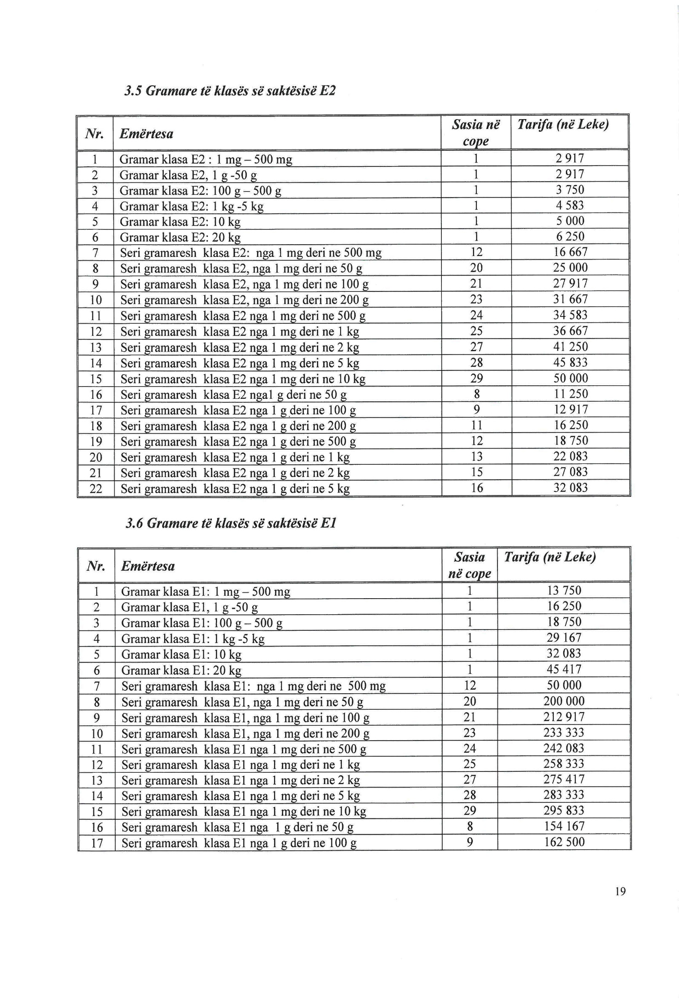 3.5 Gramare të klasës së saktësisë E2
Nr. Emërtesa Sasia në cope Tarifa (në Leke)
1 Gramar klasa E2 : 1 mg – 500 mg 1 2 917
2 Gramar klasa E2, 1 g -50 g 1 2 917
3 Gramar klasa E2: 100 g – 500 g 1 3 750
4 Gramar klasa E2: 1 kg -5 kg 1 4 583
5 Gramar klasa E2: 10 kg 1 5 000
6 Gramar klasa E2: 20 kg 1 6 250
7 Seri gramaresh klasa E2: nga 1 mg deri ne 500 mg 12 16 667
8 Seri gramaresh klasa E2, nga 1 mg deri ne 50 g 20 25 000
9 Seri gramaresh klasa E2, nga 1 mg deri ne 100 g 21 27 917
10 Seri gramaresh klasa E2, nga 1 mg deri ne 200 g 23 31 667
11 Seri gramaresh klasa E2 nga 1 mg deri ne 500 g 24 34 583
12 Seri gramaresh klasa E2 nga 1 mg deri ne 1 kg 25 36 667
13 Seri gramaresh klasa E2 nga 1 mg deri ne 2 kg 27 41 250
14 Seri gramaresh klasa E2 nga 1 mg deri ne 5 kg 28 45 833
15 Seri gramaresh klasa E2 nga 1 mg deri ne 10 kg 29 50 000
16 Seri gramaresh klasa E2 nga1 g deri ne 50 g 8 11 250
17 Seri gramaresh klasa E2 nga 1 g deri ne 100 g 9 12 917
18 Seri gramaresh klasa E2 nga 1 g deri ne 200 g 11 16 250
19 Seri gramaresh klasa E2 nga 1 g deri ne 500 g 12 18 750
20 Seri gramaresh klasa E2 nga 1 g deri ne 1 kg 13 22 083
21 Seri gramaresh klasa E2 nga 1 g deri ne 2 kg 15 27 083
22 Seri gramaresh klasa E2 nga 1 g deri ne 5 kg 16 32 083
3.6 Gramare të klasës së saktësisë E1
Nr. Emërtesa Sasia në cope Tarifa (në Leke)
1 Gramar klasa E1: 1 mg – 500 mg 1 13 750
2 Gramar klasa E1, 1 g -50 g 1 16 250
3 Gramar klasa E1: 100 g – 500 g 1 18 750
4 Gramar klasa E1: 1 kg -5 kg 1 29 167
5 Gramar klasa E1: 10 kg 1 32 083
6 Gramar klasa E1: 20 kg 1 45 417
7 Seri gramaresh klasa E1: nga 1 mg deri ne 500 mg 12 50 000
8 Seri gramaresh klasa E1, nga 1 mg deri ne 50 g 20 200 000
9 Seri gramaresh klasa E1, nga 1 mg deri ne 100 g 21 212 917
10 Seri gramaresh klasa E1, nga 1 mg deri ne 200 g 23 233 333
11 Seri gramaresh klasa E1 nga 1 mg deri ne 500 g 24 242 083
12 Seri gramaresh klasa E1 nga 1 mg deri ne 1 kg 25 258 333
13 Seri gramaresh klasa E1 nga 1 mg deri ne 2 kg 27 275 417
14 Seri gramaresh klasa E1 nga 1 mg deri ne 5 kg 28 283 333
15 Seri gramaresh klasa E1 nga 1 mg deri ne 10 kg 29 295 833
16 Seri gramaresh klasa E1 nga 1 g deri ne 50 g 8 154 167
17 Seri gramaresh klasa E1 nga 1 g deri ne 100 g 9 162 500
19